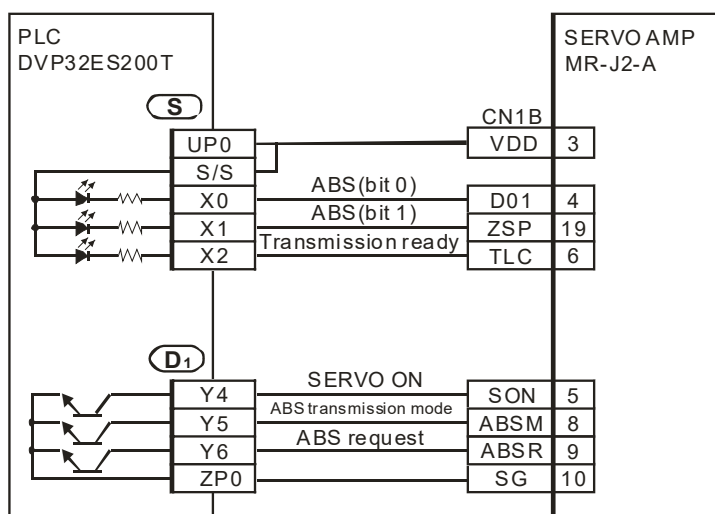 PLC
DVP32ES200T
SERVO AMP
MR-J2-A
S
CN1B
UP0
VDD 3
S/S
X0 ABS(bit 0) D01 4
X1 ABS(bit 1) ZSP 19
X2 Transmission ready TLC 6
D1
Y4 SERVO ON SON 5
Y5 ABS transmission mode ABSM 8
Y6 ABS request ABSR 9
ZP0 SG 10